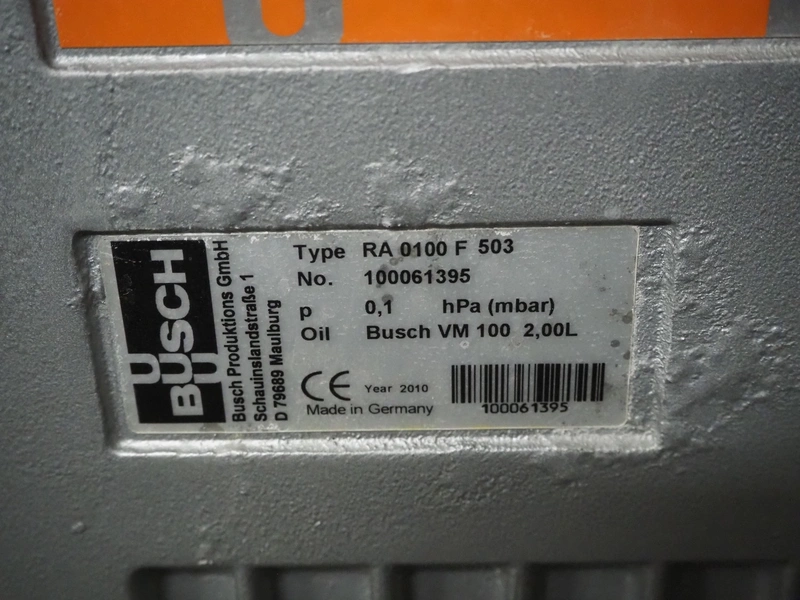 BUSCH
Busch Produktions GmbH
Schauinslandstraße 1
D 79689 Maulburg
Type RA 0100 F 503
No. 100061395
p 0,1 hPa (mbar)
Oil Busch VM 100 2,00L
CE Year 2010
Made in Germany
100061395